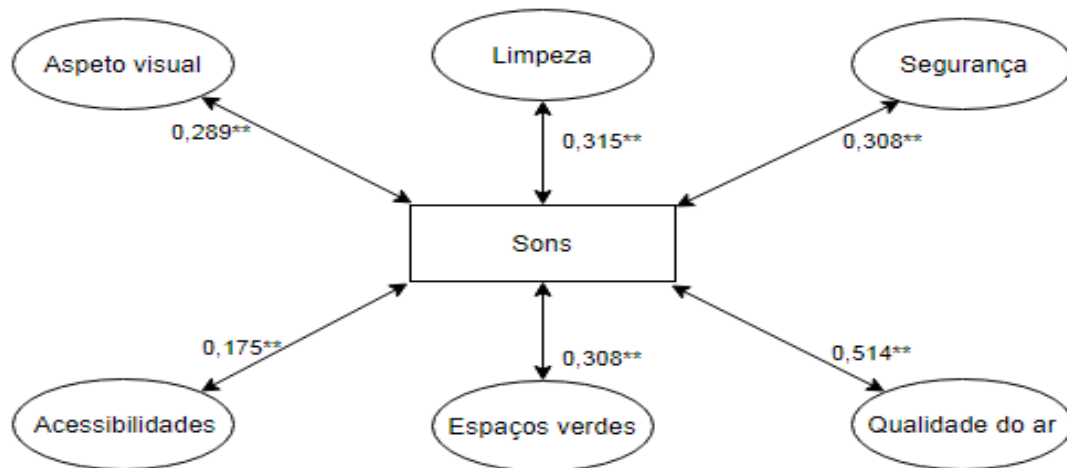 Aspeto visual
Limpeza
Segurança
0,289**
0,315**
0,308**
Sons
0,175**
0,308**
0,514**
Acessibilidades
Espaços verdes
Qualidade do ar